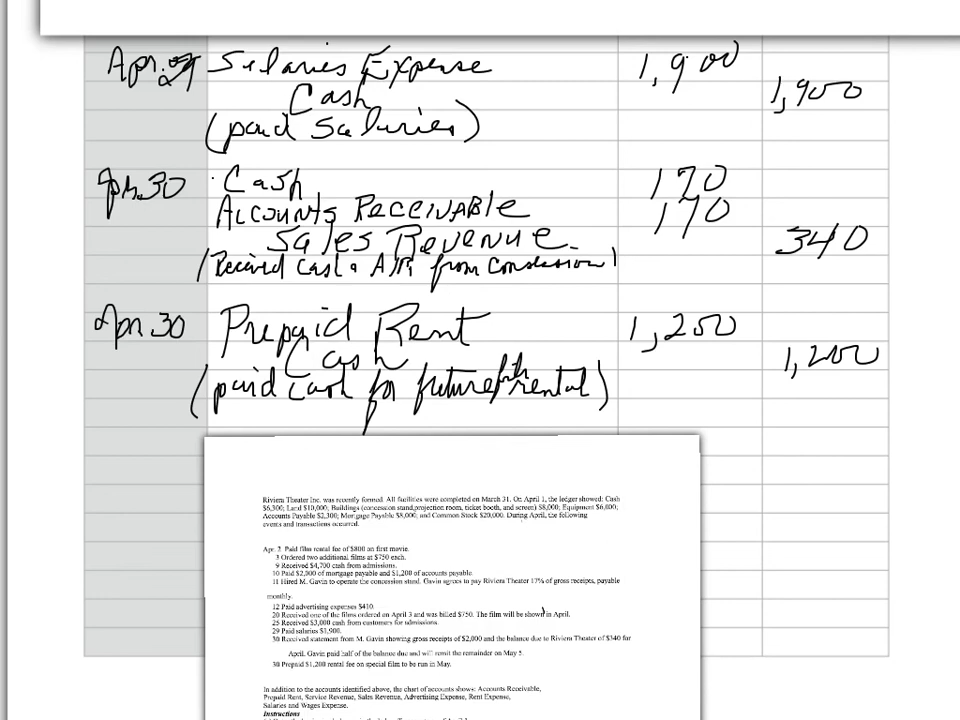 Apr. 29 Salaries Expense 1,900
Cash 1,900
(paid salaries)
Apr. 30 Cash 170
Accounts Receivable 170
Sales Revenue 340
(Received Cash & A/R from Concession)
Apr. 30 Prepaid Rent 1,200
Cash 1,200
(paid cash for future rental)
Riviera Theater Inc. was recently formed. All facilities were completed on March 31. On April 1, the ledger showed: Cash
$6,300; Land $10,000; Buildings (concession stand,projection room, ticket booth, and screen) $8,000; Equipment $6,000;
Accounts Payable $2,300; Mortgage Payable $8,000; and Common Stock $20,000. During April, the following
events and transactions occurred.
Apr. 2 Paid film rental fee of $800 on first movie.
3 Ordered two additional films at $750 each.
9 Received $4,700 cash from admissions.
10 Paid $2,000 of mortgage payable and $1,200 of accounts payable.
11 Hired M. Gavin to operate the concession stand. Gavin agrees to pay Riviera Theater 17% of gross receipts, payable
monthly.
12 Paid advertising expenses $410.
20 Received one of the films ordered on April 3 and was billed $750. The film will be shown in April.
25 Received $3,000 cash from customers for admissions.
29 Paid salaries $1,900.
30 Received statement from M. Gavin showing gross receipts of $2,000 and the balance due to Riviera Theater of $340 for
April. Gavin paid half of the balance due and will remit the remainder on May 5.
30 Prepaid $1,200 rental fee on special film to be run in May.
In addition to the accounts identified above, the chart of accounts shows: Accounts Receivable,
Prepaid Rent, Service Revenue, Sales Revenue, Advertising Expense, Rent Expense,
Salaries and Wages Expense.
Instructions